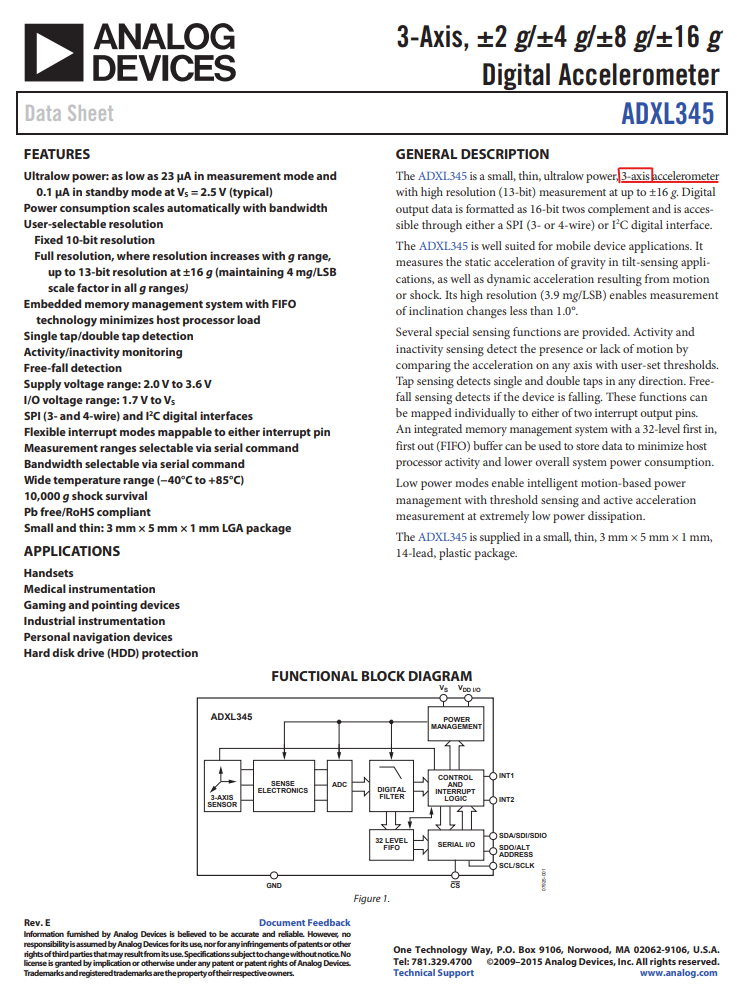 ANALOG
DEVICES
3-Axis, ±2 g/±4 g/±8 g/±16 g
Digital Accelerometer
Data Sheet
ADXL345
FEATURES
Ultralow power: as low as 23 μA in measurement mode and
0.1 μA in standby mode at VS = 2.5 V (typical)
Power consumption scales automatically with bandwidth
User-selectable resolution
Fixed 10-bit resolution
Full resolution, where resolution increases with g range,
up to 13-bit resolution at ±16 g (maintaining 4 mg/LSB
scale factor in all g ranges)
Embedded memory management system with FIFO
technology minimizes host processor load
Single tap/double tap detection
Activity/inactivity monitoring
Free-fall detection
Supply voltage range: 2.0 V to 3.6 V
I/O voltage range: 1.7 V to VS
SPI (3- and 4-wire) and I2C digital interfaces
Flexible interrupt modes mappable to either interrupt pin
Measurement ranges selectable via serial command
Bandwidth selectable via serial command
Wide temperature range (−40°C to +85°C)
10,000 g shock survival
Pb free/RoHS compliant
Small and thin: 3 mm × 5 mm × 1 mm LGA package
APPLICATIONS
Handsets
Medical instrumentation
Gaming and pointing devices
Industrial instrumentation
Personal navigation devices
Hard disk drive (HDD) protection
GENERAL DESCRIPTION
The ADXL345 is a small, thin, ultralow power, 3-axis accelerometer
with high resolution (13-bit) measurement at up to ±16 g. Digital
output data is formatted as 16-bit twos complement and is acces-
sible through either a SPI (3- or 4-wire) or I2C digital interface.
The ADXL345 is well suited for mobile device applications. It
measures the static acceleration of gravity in tilt-sensing appli-
cations, as well as dynamic acceleration resulting from motion
or shock. Its high resolution (3.9 mg/LSB) enables measurement
of inclination changes less than 1.0°.
Several special sensing functions are provided. Activity and
inactivity sensing detect the presence or lack of motion by
comparing the acceleration on any axis with user-set thresholds.
Tap sensing detects single and double taps in any direction. Free-
fall sensing detects if the device is falling. These functions can
be mapped individually to either of two interrupt output pins.
An integrated memory management system with a 32-level first in,
first out (FIFO) buffer can be used to store data to minimize host
processor activity and lower overall system power consumption.
Low power modes enable intelligent motion-based power
management with threshold sensing and active acceleration
measurement at extremely low power dissipation.
The ADXL345 is supplied in a small, thin, 3 mm × 5 mm × 1 mm,
14-lead, plastic package.
FUNCTIONAL BLOCK DIAGRAM
VS VDD I/O
ADXL345
POWER
MANAGEMENT
3-AXIS
SENSOR
SENSE
ELECTRONICS
ADC
DIGITAL
FILTER
CONTROL
AND
INTERRUPT
LOGIC
INT1
INT2
32 LEVEL
FIFO
SERIAL I/O
SDA/SDI/SDIO
SDO/ALT
ADDRESS
SCL/SCLK
GND
CS
07925-001
Figure 1.
Rev. E
Document Feedback
Information furnished by Analog Devices is believed to be accurate and reliable. However, no
responsibility is assumed by Analog Devices for its use, nor for any infringements of patents or other
rights of third parties that may result from its use. Specifications subject to change without notice. No
license is granted by implication or otherwise under any patent or patent rights of Analog Devices.
Trademarks and registered trademarks are the property of their respective owners.
One Technology Way, P.O. Box 9106, Norwood, MA 02062-9106, U.S.A.
Tel: 781.329.4700 ©2009–2015 Analog Devices, Inc. All rights reserved.
Technical Support www.analog.com